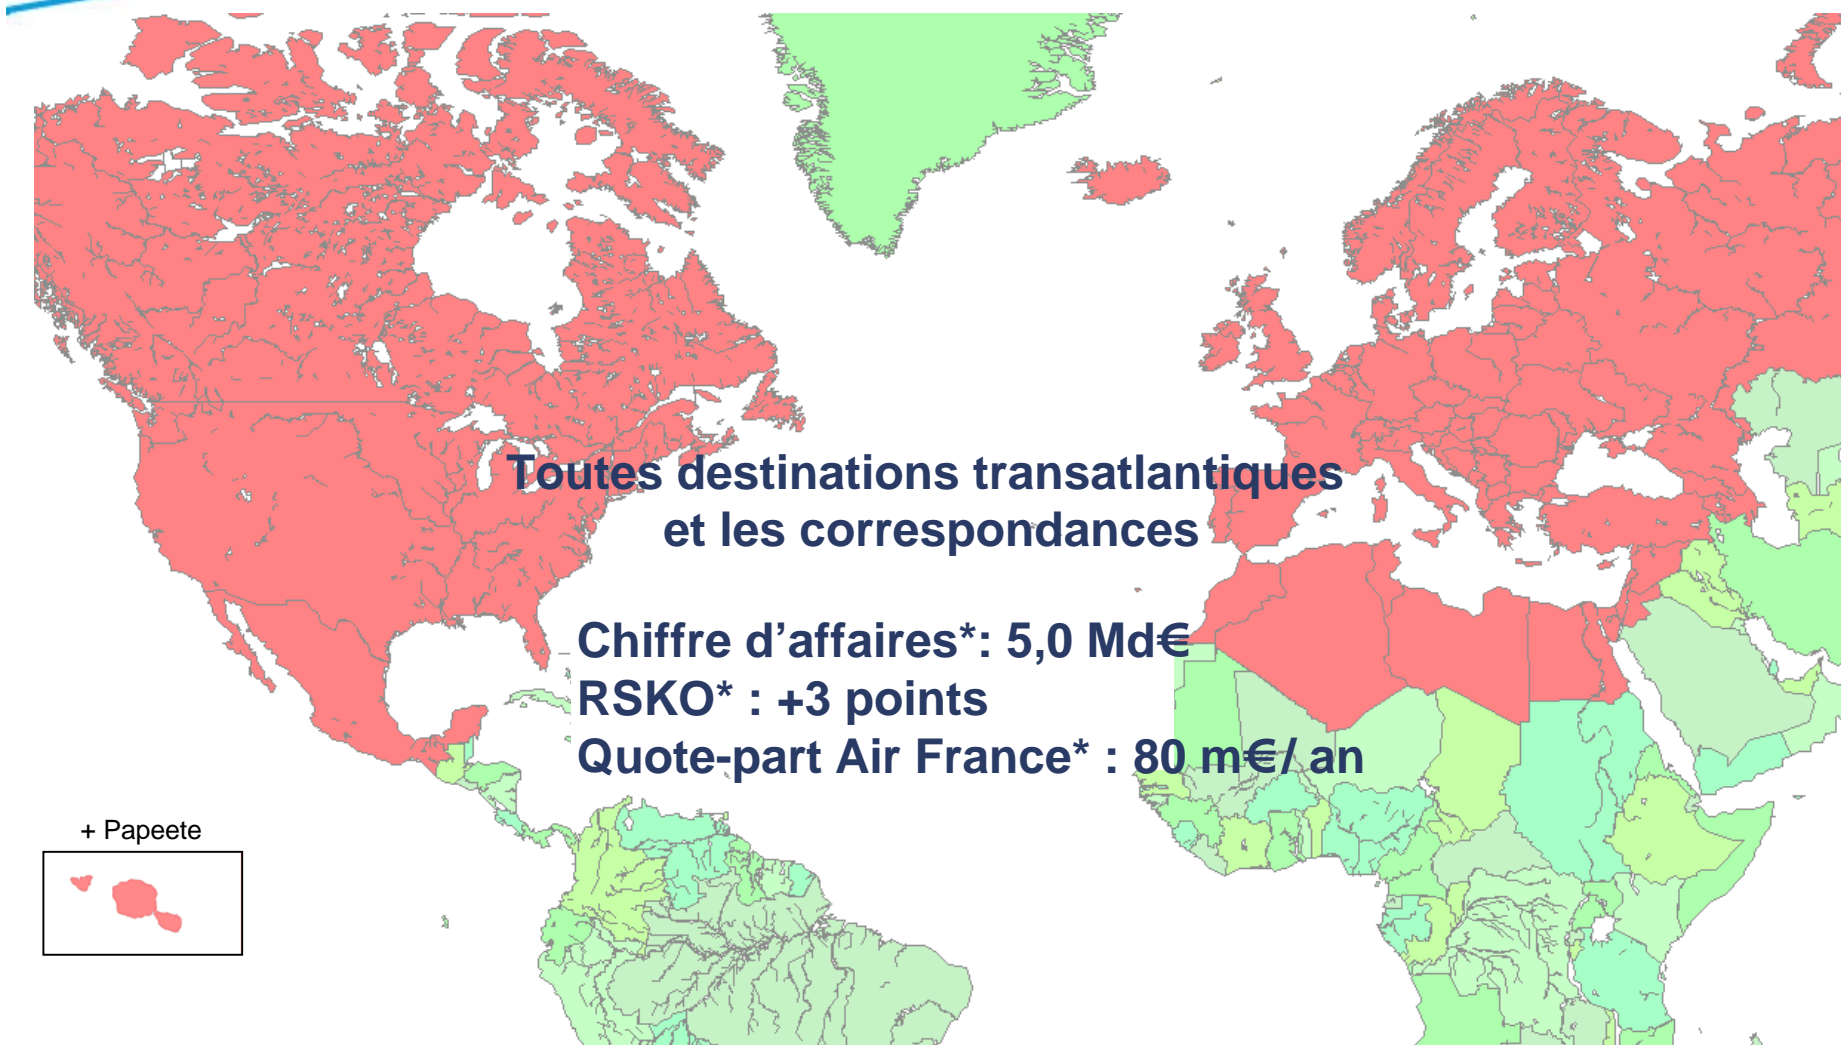 Toutes destinations transatlantiques
et les correspondances
Chiffre d’affaires*: 5,0 Md€
RSKO* : +3 points
Quote-part Air France* : 80 m€/ an
+ Papeete